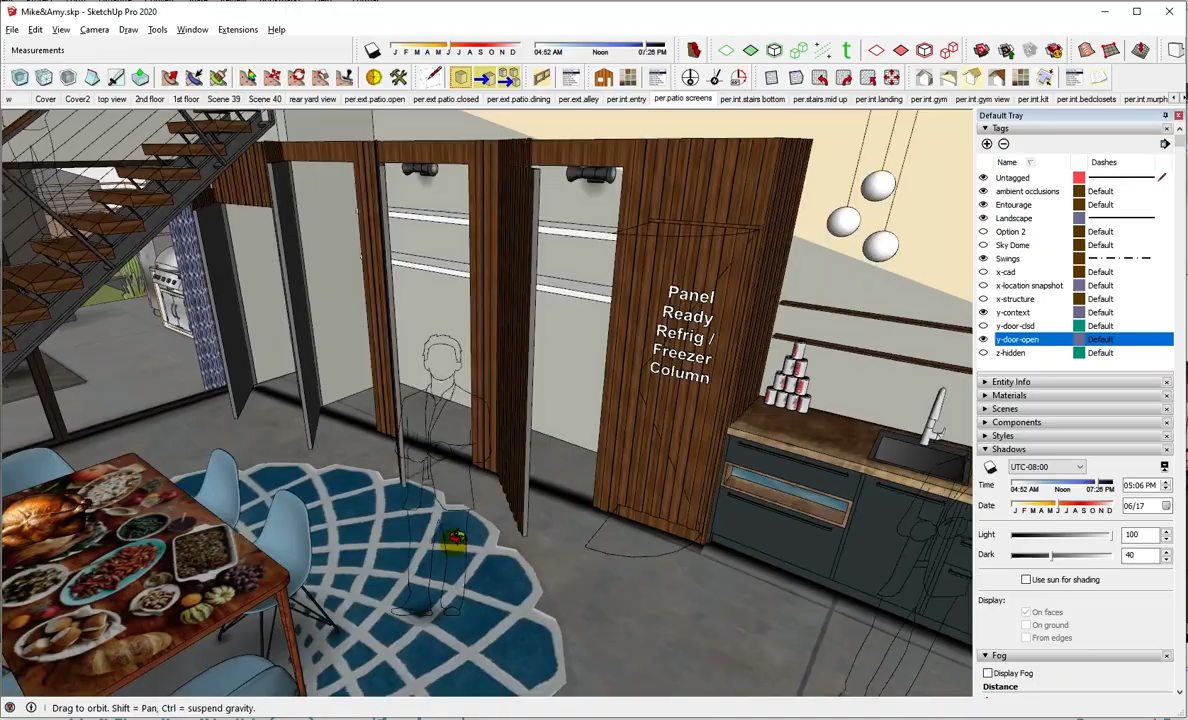 Mike&Amy.skp - SketchUp Pro 2020
File Edit View Camera Draw Tools Window Extensions Help
Measurements
J F M A M J J A S O N D
04:52 AM Noon 07:26 PM
w Cover Cover2 top view 2nd floor 1st floor Scene 39 Scene 40 rear yard view per.ext.patio.open per.ext.patio.closed per.ext.patio.dining per.ext.alley per.int.entry per.patio screens per.int.stairs bottom per.stairs.mid up per.int.landing per.int.gym per.int.gym view per.int.kit per.int.bedclosets per.int.murph
Panel
Ready
Refrig /
Freezer
Column
Default Tray
Tags
Name Dashes
Untagged
ambient occlusions Default
Entourage Default
Landscape
Option 2 Default
Sky Dome Default
Swings
x-cad Default
x-location snapshot Default
x-structure Default
y-context Default
y-door-clsd Default
y-door-open Default
z-hidden Default
Entity Info
Materials
Scenes
Components
Styles
Shadows
UTC-08:00
Time 04:52 AM Noon 07:26 PM 05:06 PM
Date J F M A M J J A S O N D 06/17
Light 100
Dark 40
Use sun for shading
Display:
On faces
On ground
From edges
Fog
Display Fog
Distance
Drag to orbit. Shift = Pan, Ctrl = suspend gravity.